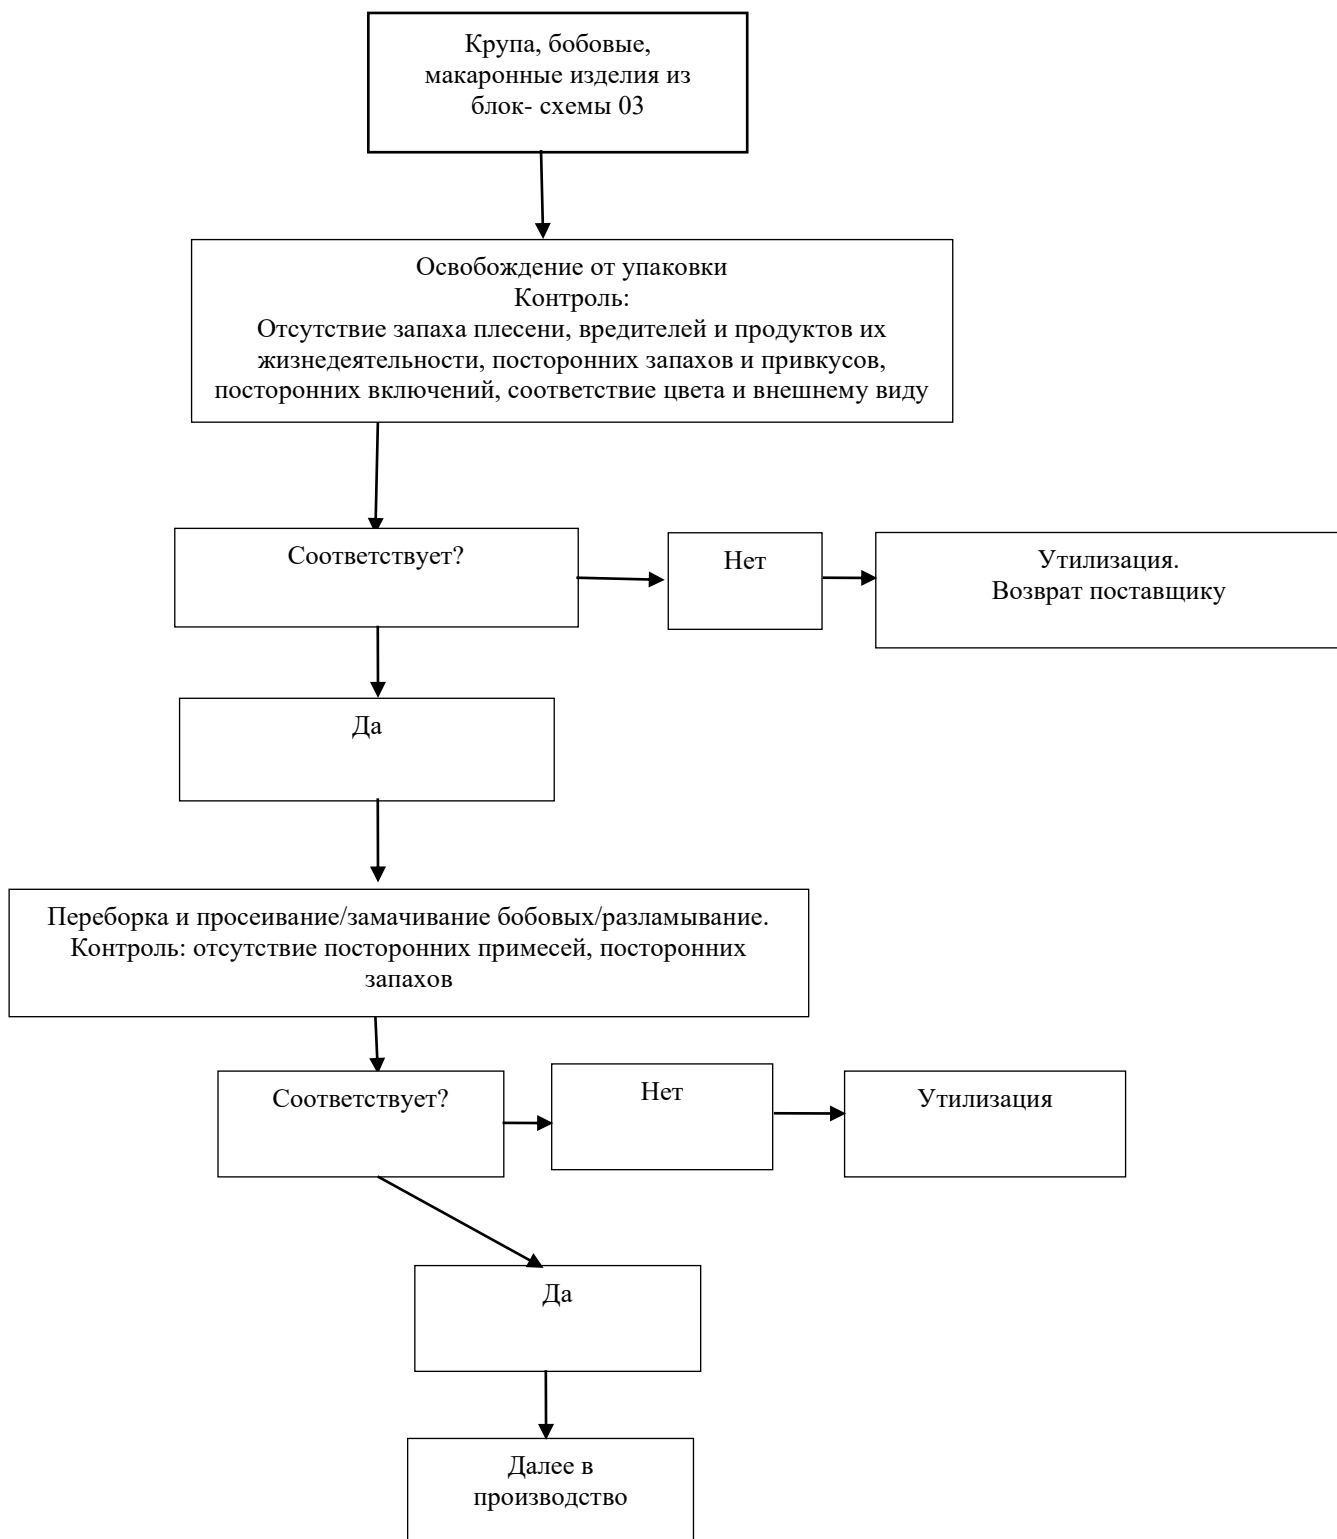 Крупа, бобовые,
макаронные изделия из
блок- схемы 03
Освобождение от упаковки
Контроль:
Отсутствие запаха плесени, вредителей и продуктов их
жизнедеятельности, посторонних запахов и привкусов,
посторонних включений, соответствие цвета и внешнему виду
Соответствует?
Нет
Утилизация.
Возврат поставщику
Да
Переборка и просеивание/замачивание бобовых/разламывание.
Контроль: отсутствие посторонних примесей, посторонних
запахов
Соответствует?
Нет
Утилизация
Да
Далее в
производство